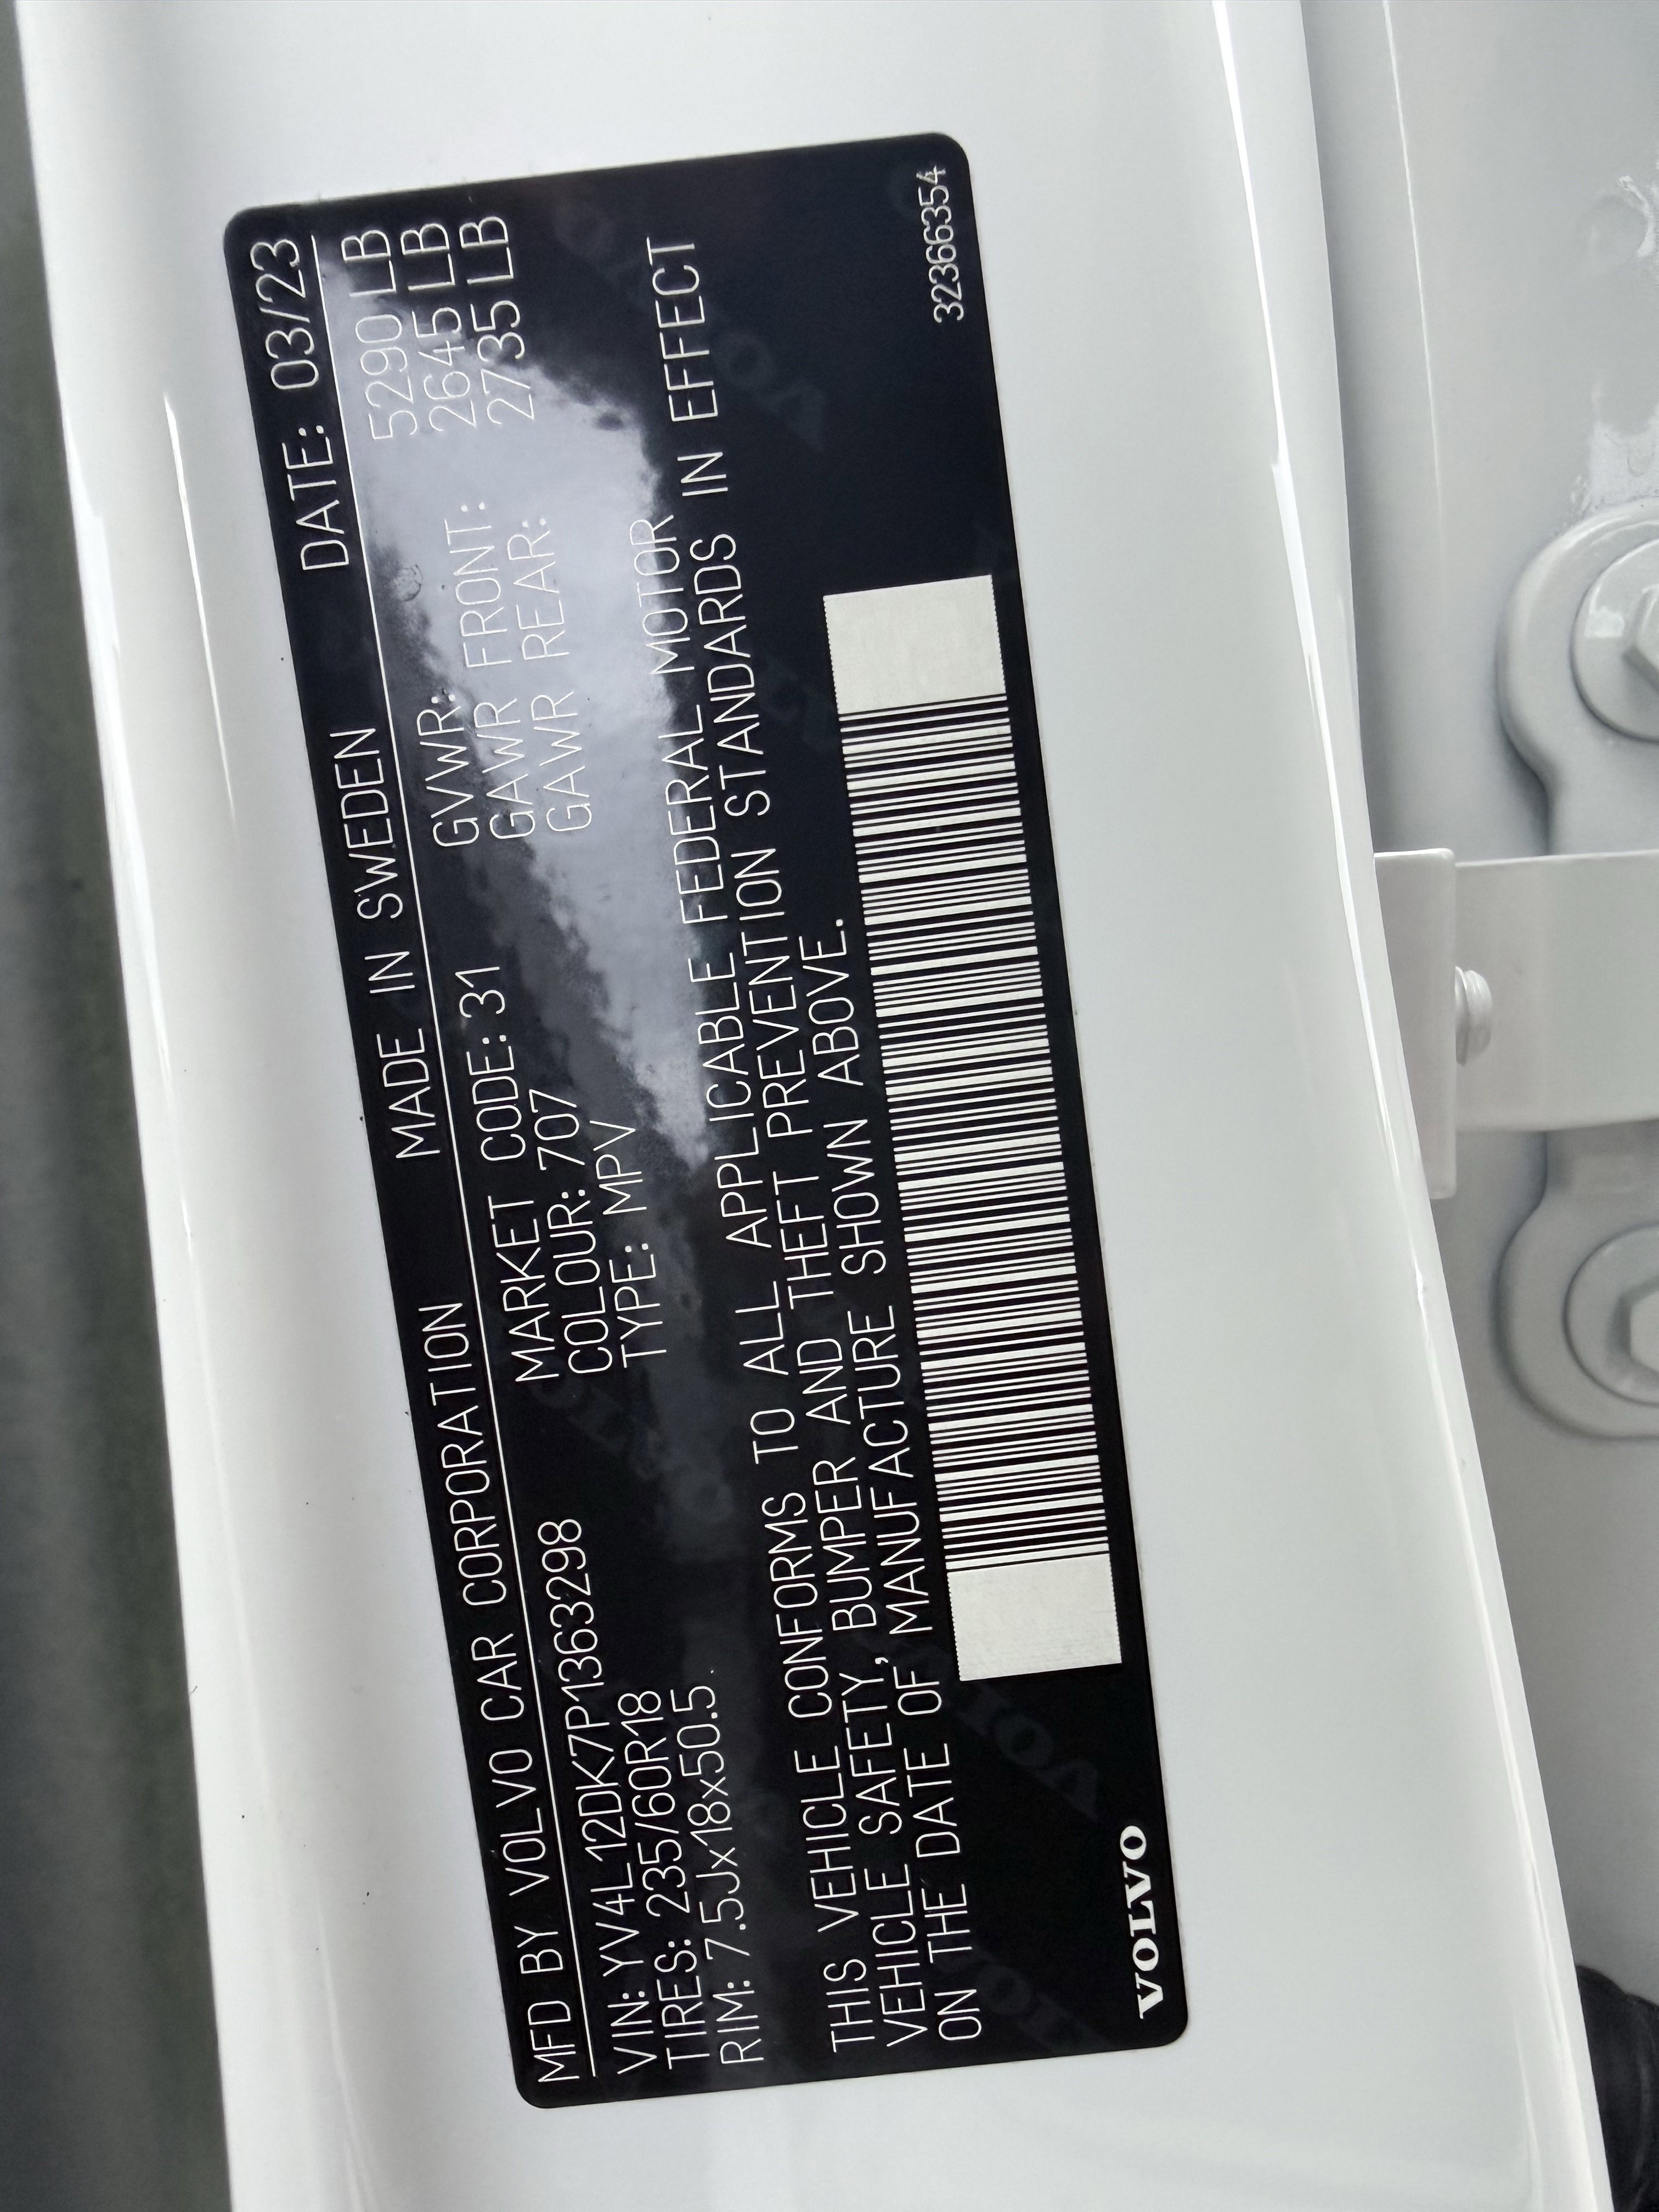 MFD BY VOLVO CAR CORPORATION MADE IN SWEDEN DATE: 03/23
VIN: YV4L12DK7P1363298 MARKET CODE: 31 GVWR: 5290 LB
TIRES: 235/60R18 COLOUR: 707 GAWR FRONT: 2645 LB
RIM: 7.5Jx18x50.5 TYPE: MPV GAWR REAR: 2735 LB
THIS VEHICLE CONFORMS TO ALL APPLICABLE FEDERAL MOTOR
VEHICLE SAFETY, BUMPER AND THEFT PREVENTION STANDARDS IN EFFECT
ON THE DATE OF MANUFACTURE SHOWN ABOVE.
VOLVO 32366354